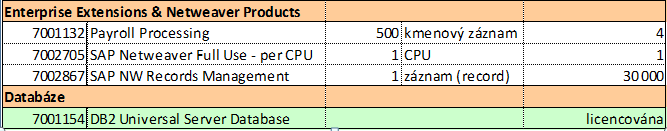 Enterprise Extensions & Netweaver Products
7001132 Payroll Processing 500 kmenový záznam 4
7002705 SAP Netweaver Full Use - per CPU 1 CPU 1
7002867 SAP NW Records Management 1 záznam (record) 30 000
Databáze
7001154 DB2 Universal Server Database licencována